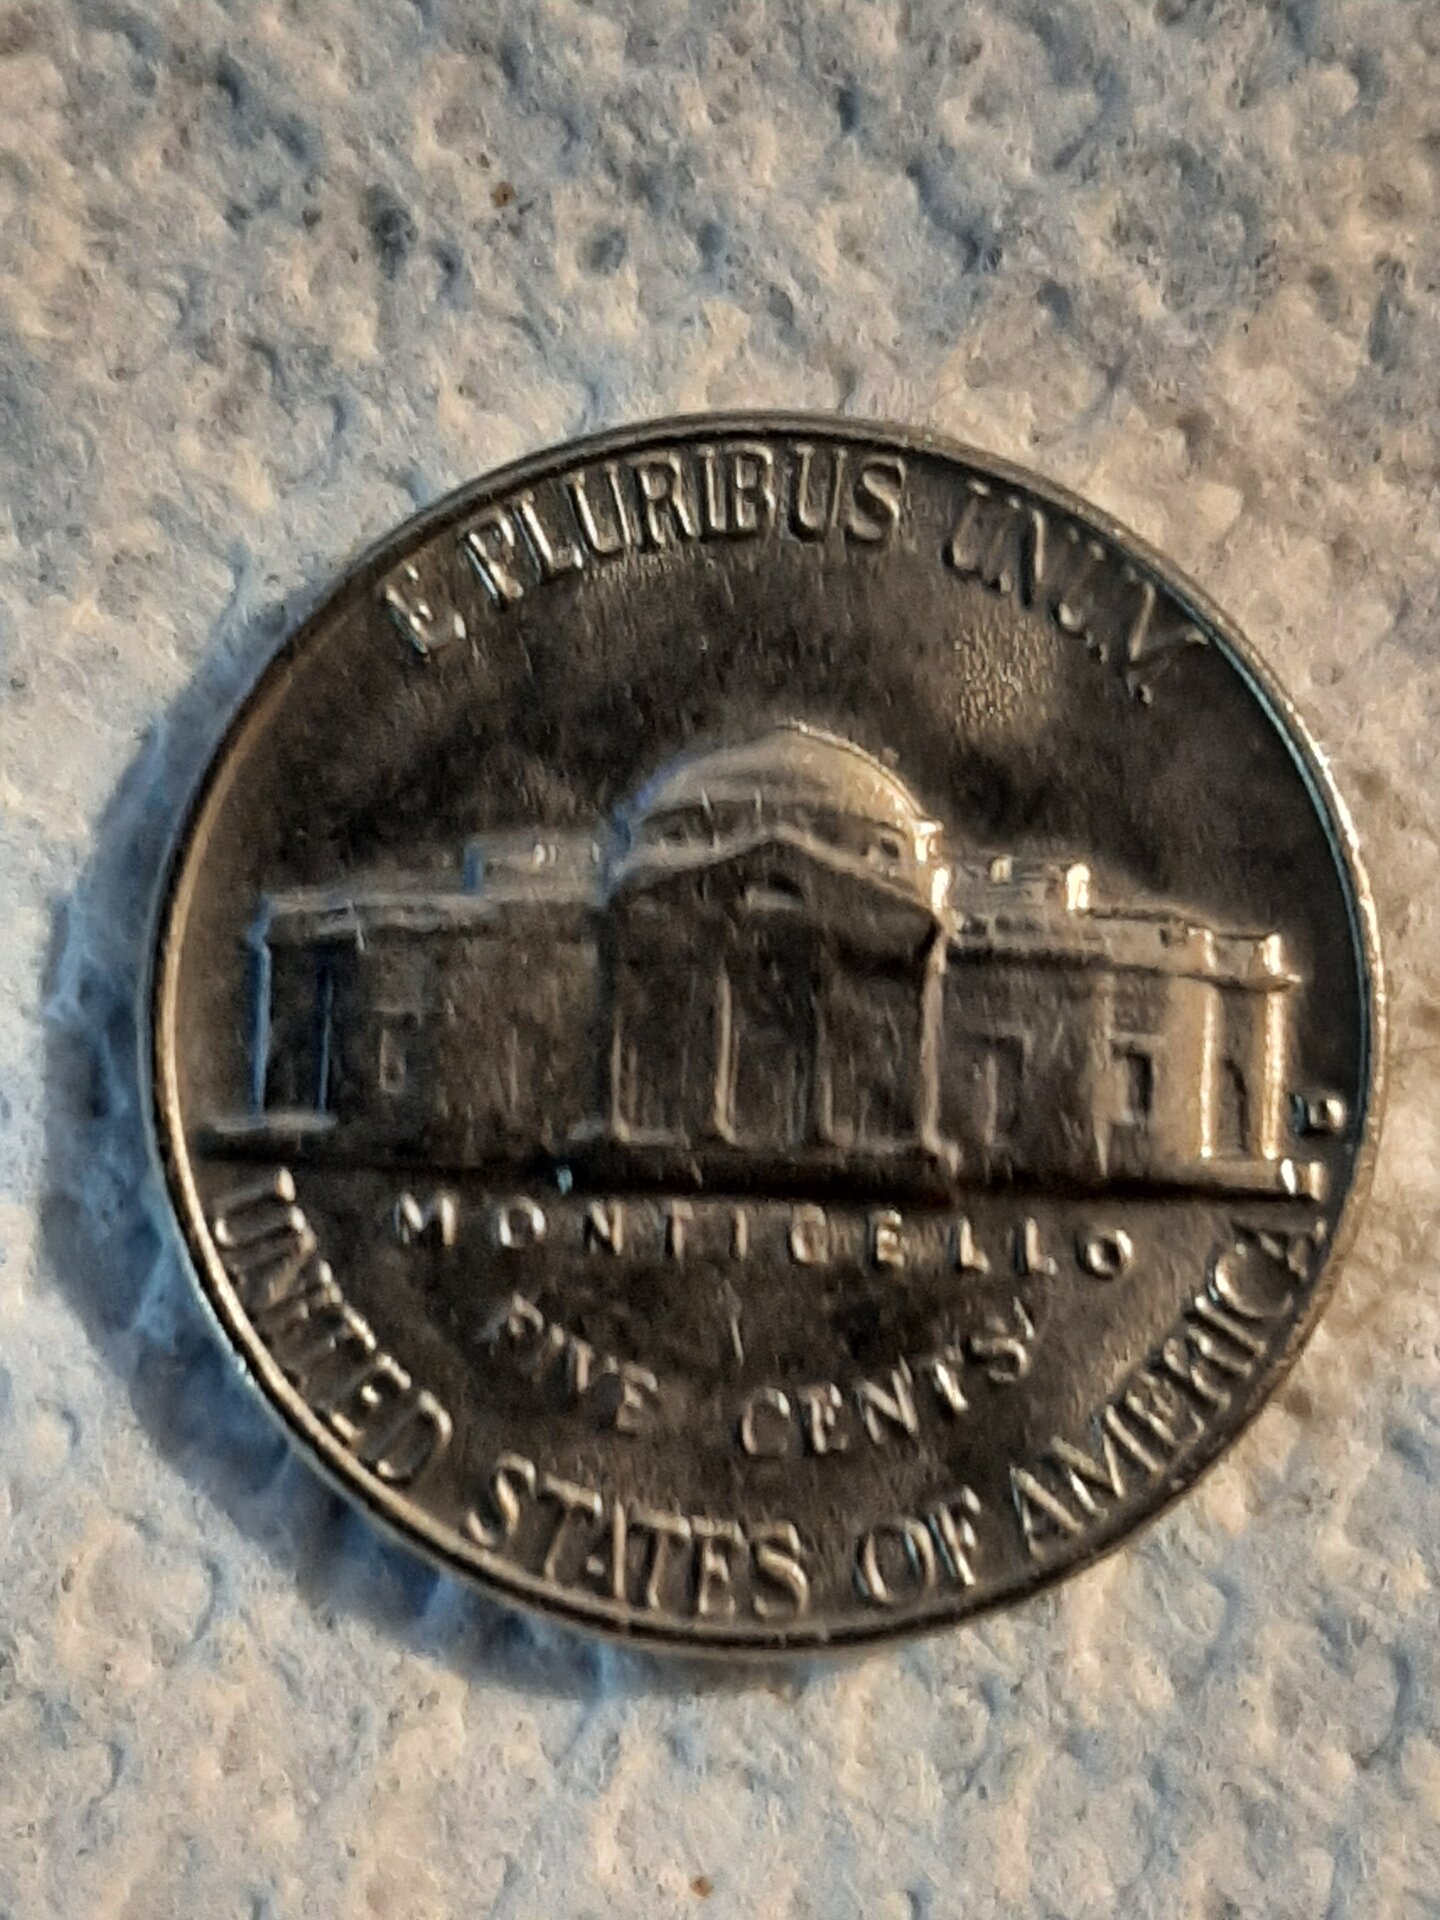 E PLURIBUS UNUM
D
MONTICELLO
FIVE CENTS
UNITED STATES OF AMERICA